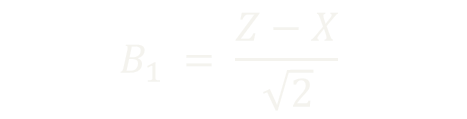 B₁ = (Z − X) / √2